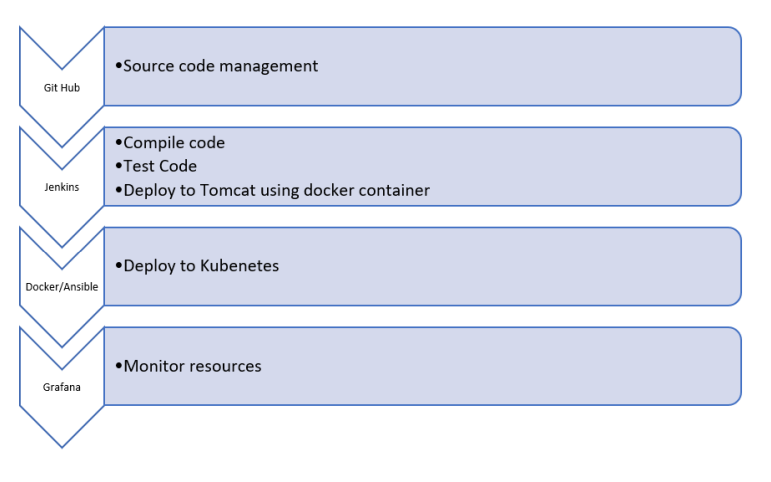 Git Hub
•Source code management
Jenkins
•Compile code
•Test Code
•Deploy to Tomcat using docker container
Docker/Ansible
•Deploy to Kubenetes
Grafana
•Monitor resources